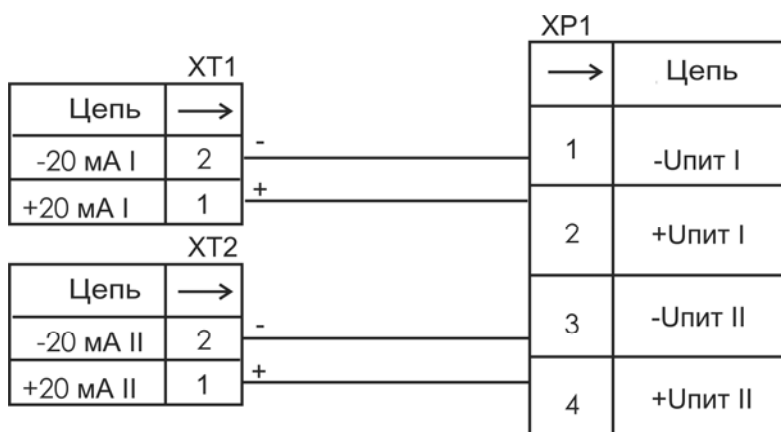 XT1
Цепь →
-20 мА I 2 -
+20 мА I 1 +
XT2
Цепь →
-20 мА II 2 -
+20 мА II 1 +
XP1
→ Цепь
1 -Uпит I
2 +Uпит I
3 -Uпит II
4 +Uпит II